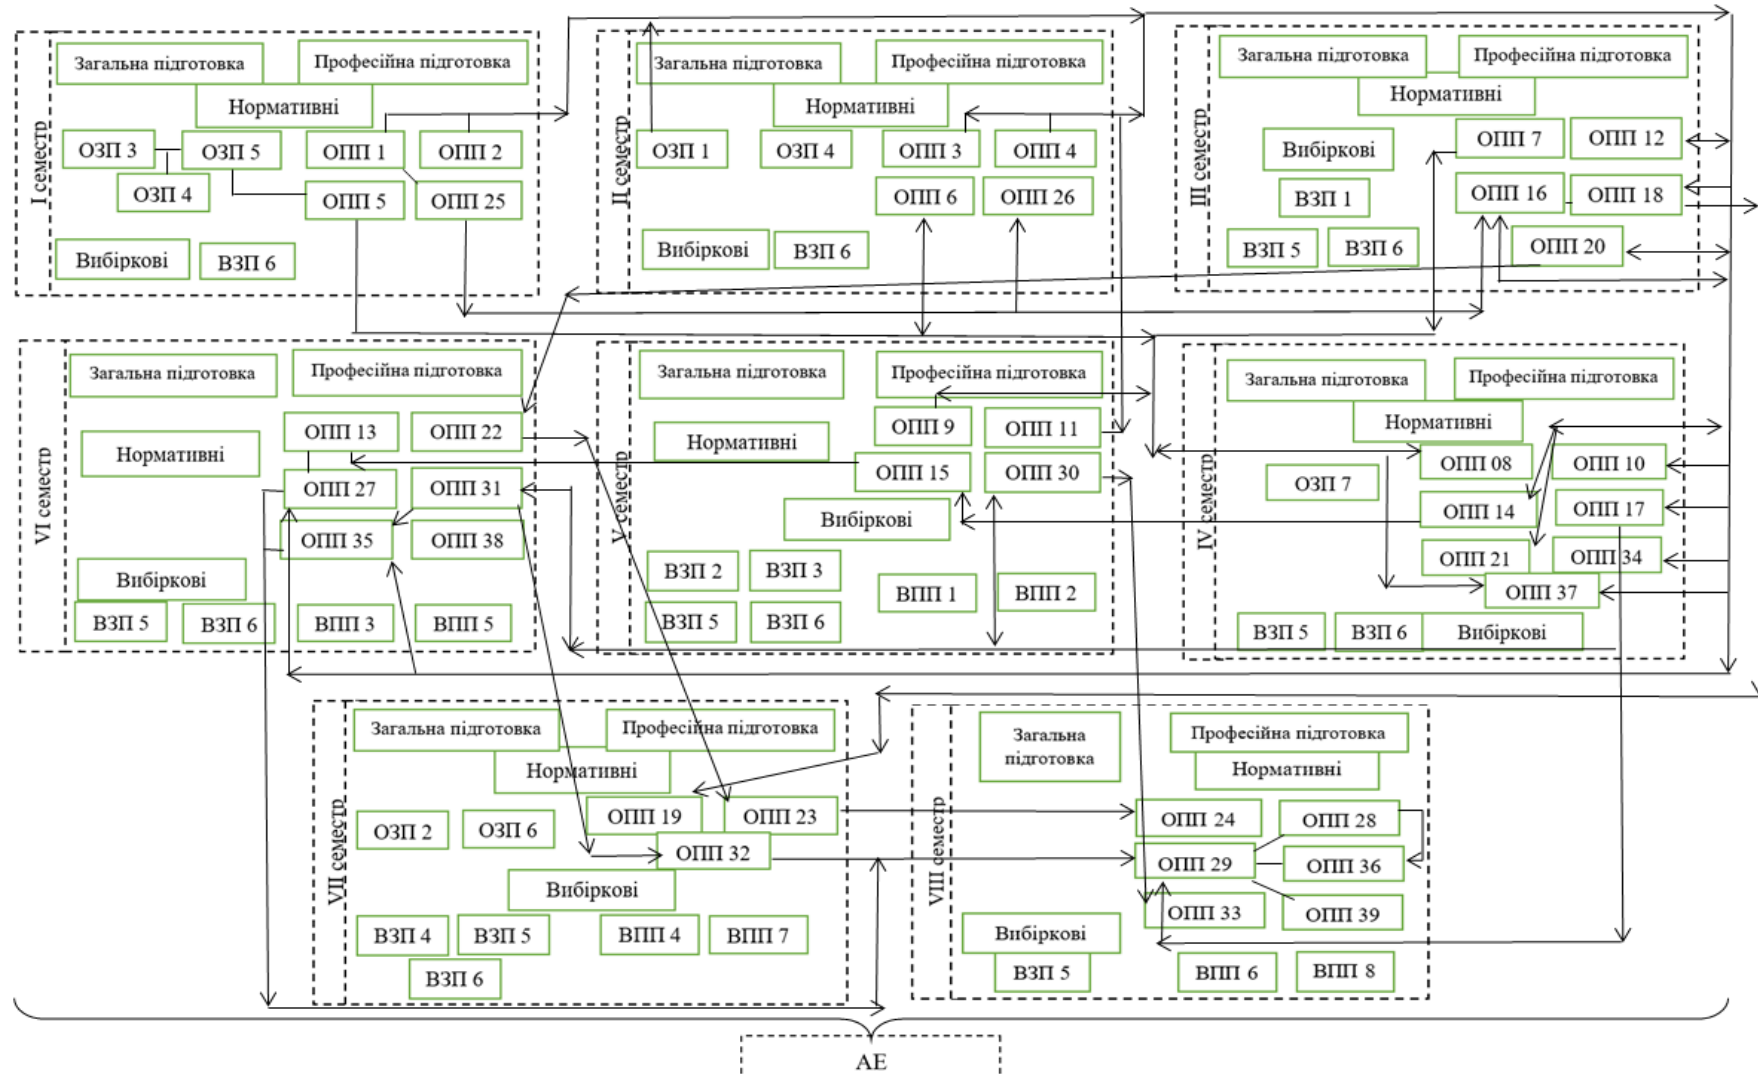 I семестр
Загальна підготовка
Професійна підготовка
Нормативні
ОЗП 3
ОЗП 5
ОПП 1
ОПП 2
ОЗП 4
ОПП 5
ОПП 25
Вибіркові
ВЗП 6
II семестр
Загальна підготовка
Професійна підготовка
Нормативні
ОЗП 1
ОЗП 4
ОПП 3
ОПП 4
ОПП 6
ОПП 26
Вибіркові
ВЗП 6
III семестр
Загальна підготовка
Професійна підготовка
Нормативні
Вибіркові
ОПП 7
ОПП 12
ВЗП 1
ОПП 16
ОПП 18
ВЗП 5
ВЗП 6
ОПП 20
VI семестр
Загальна підготовка
Професійна підготовка
Нормативні
ОПП 13
ОПП 22
ОПП 27
ОПП 31
ОПП 35
ОПП 38
Вибіркові
ВЗП 5
ВЗП 6
ВПП 3
ВПП 5
V семестр
Загальна підготовка
Професійна підготовка
Нормативні
ОПП 9
ОПП 11
ОПП 15
ОПП 30
Вибіркові
ВЗП 2
ВЗП 3
ВПП 1
ВПП 2
ВЗП 5
ВЗП 6
IV семестр
Загальна підготовка
Професійна підготовка
Нормативні
ОЗП 7
ОПП 08
ОПП 10
ОПП 14
ОПП 17
ОПП 21
ОПП 34
ОПП 37
ВЗП 5
ВЗП 6
Вибіркові
VII семестр
Загальна підготовка
Професійна підготовка
Нормативні
ОЗП 2
ОЗП 6
ОПП 19
ОПП 23
ОПП 32
Вибіркові
ВЗП 4
ВЗП 5
ВПП 4
ВПП 7
ВЗП 6
VIII семестр
Загальна
підготовка
Професійна підготовка
Нормативні
ОПП 24
ОПП 28
ОПП 29
ОПП 36
ОПП 33
ОПП 39
Вибіркові
ВЗП 5
ВПП 6
ВПП 8
АЕ